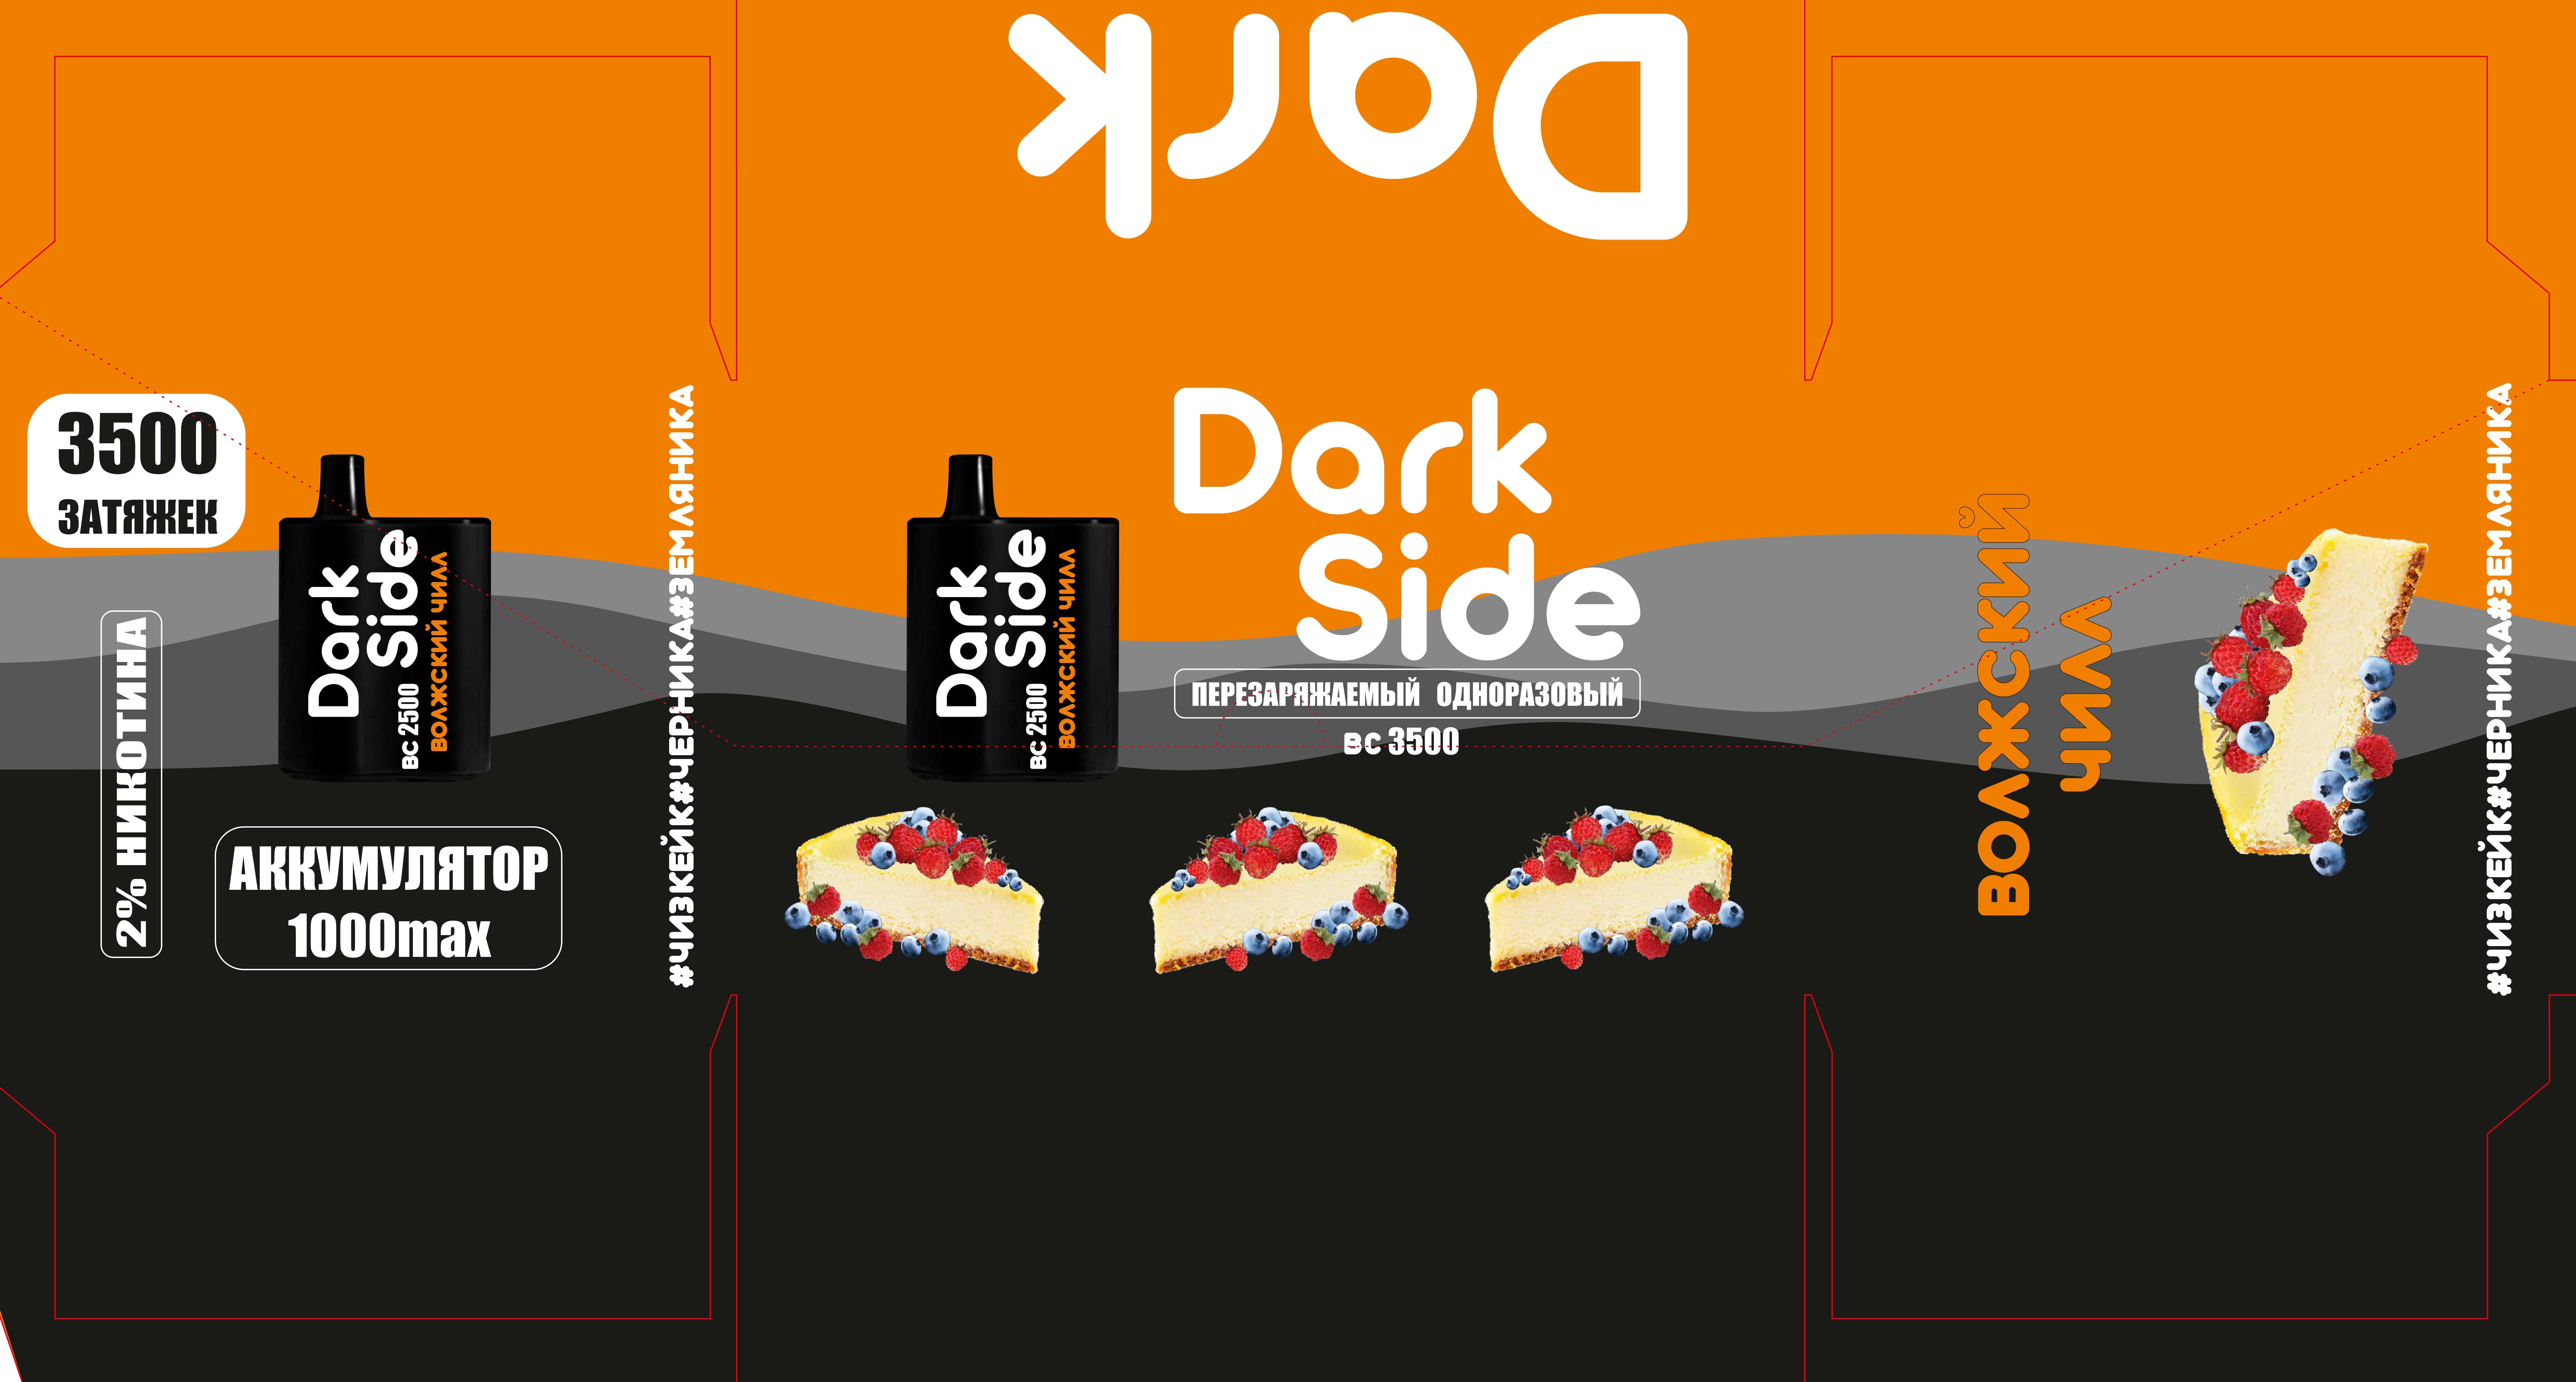 Dark
3500
ЗАТЯЖЕК
2% НИКОТИНА
Dark
Side
вс 2500
ВОЛЖСКИЙ ЧИЛЛ
АККУМУЛЯТОР
1000max
#ЧИЗКЕЙК#ЧЕРНИКА#ЗЕМЛЯНИКА
Dark
Side
вс 2500
ВОЛЖСКИЙ ЧИЛЛ
Dark
Side
ПЕРЕЗАРЯЖАЕМЫЙ ОДНОРАЗОВЫЙ
вс 3500
ВОЛЖСКИЙ
ЧИЛЛ
#ЧИЗКЕЙК#ЧЕРНИКА#ЗЕМЛЯНИКА